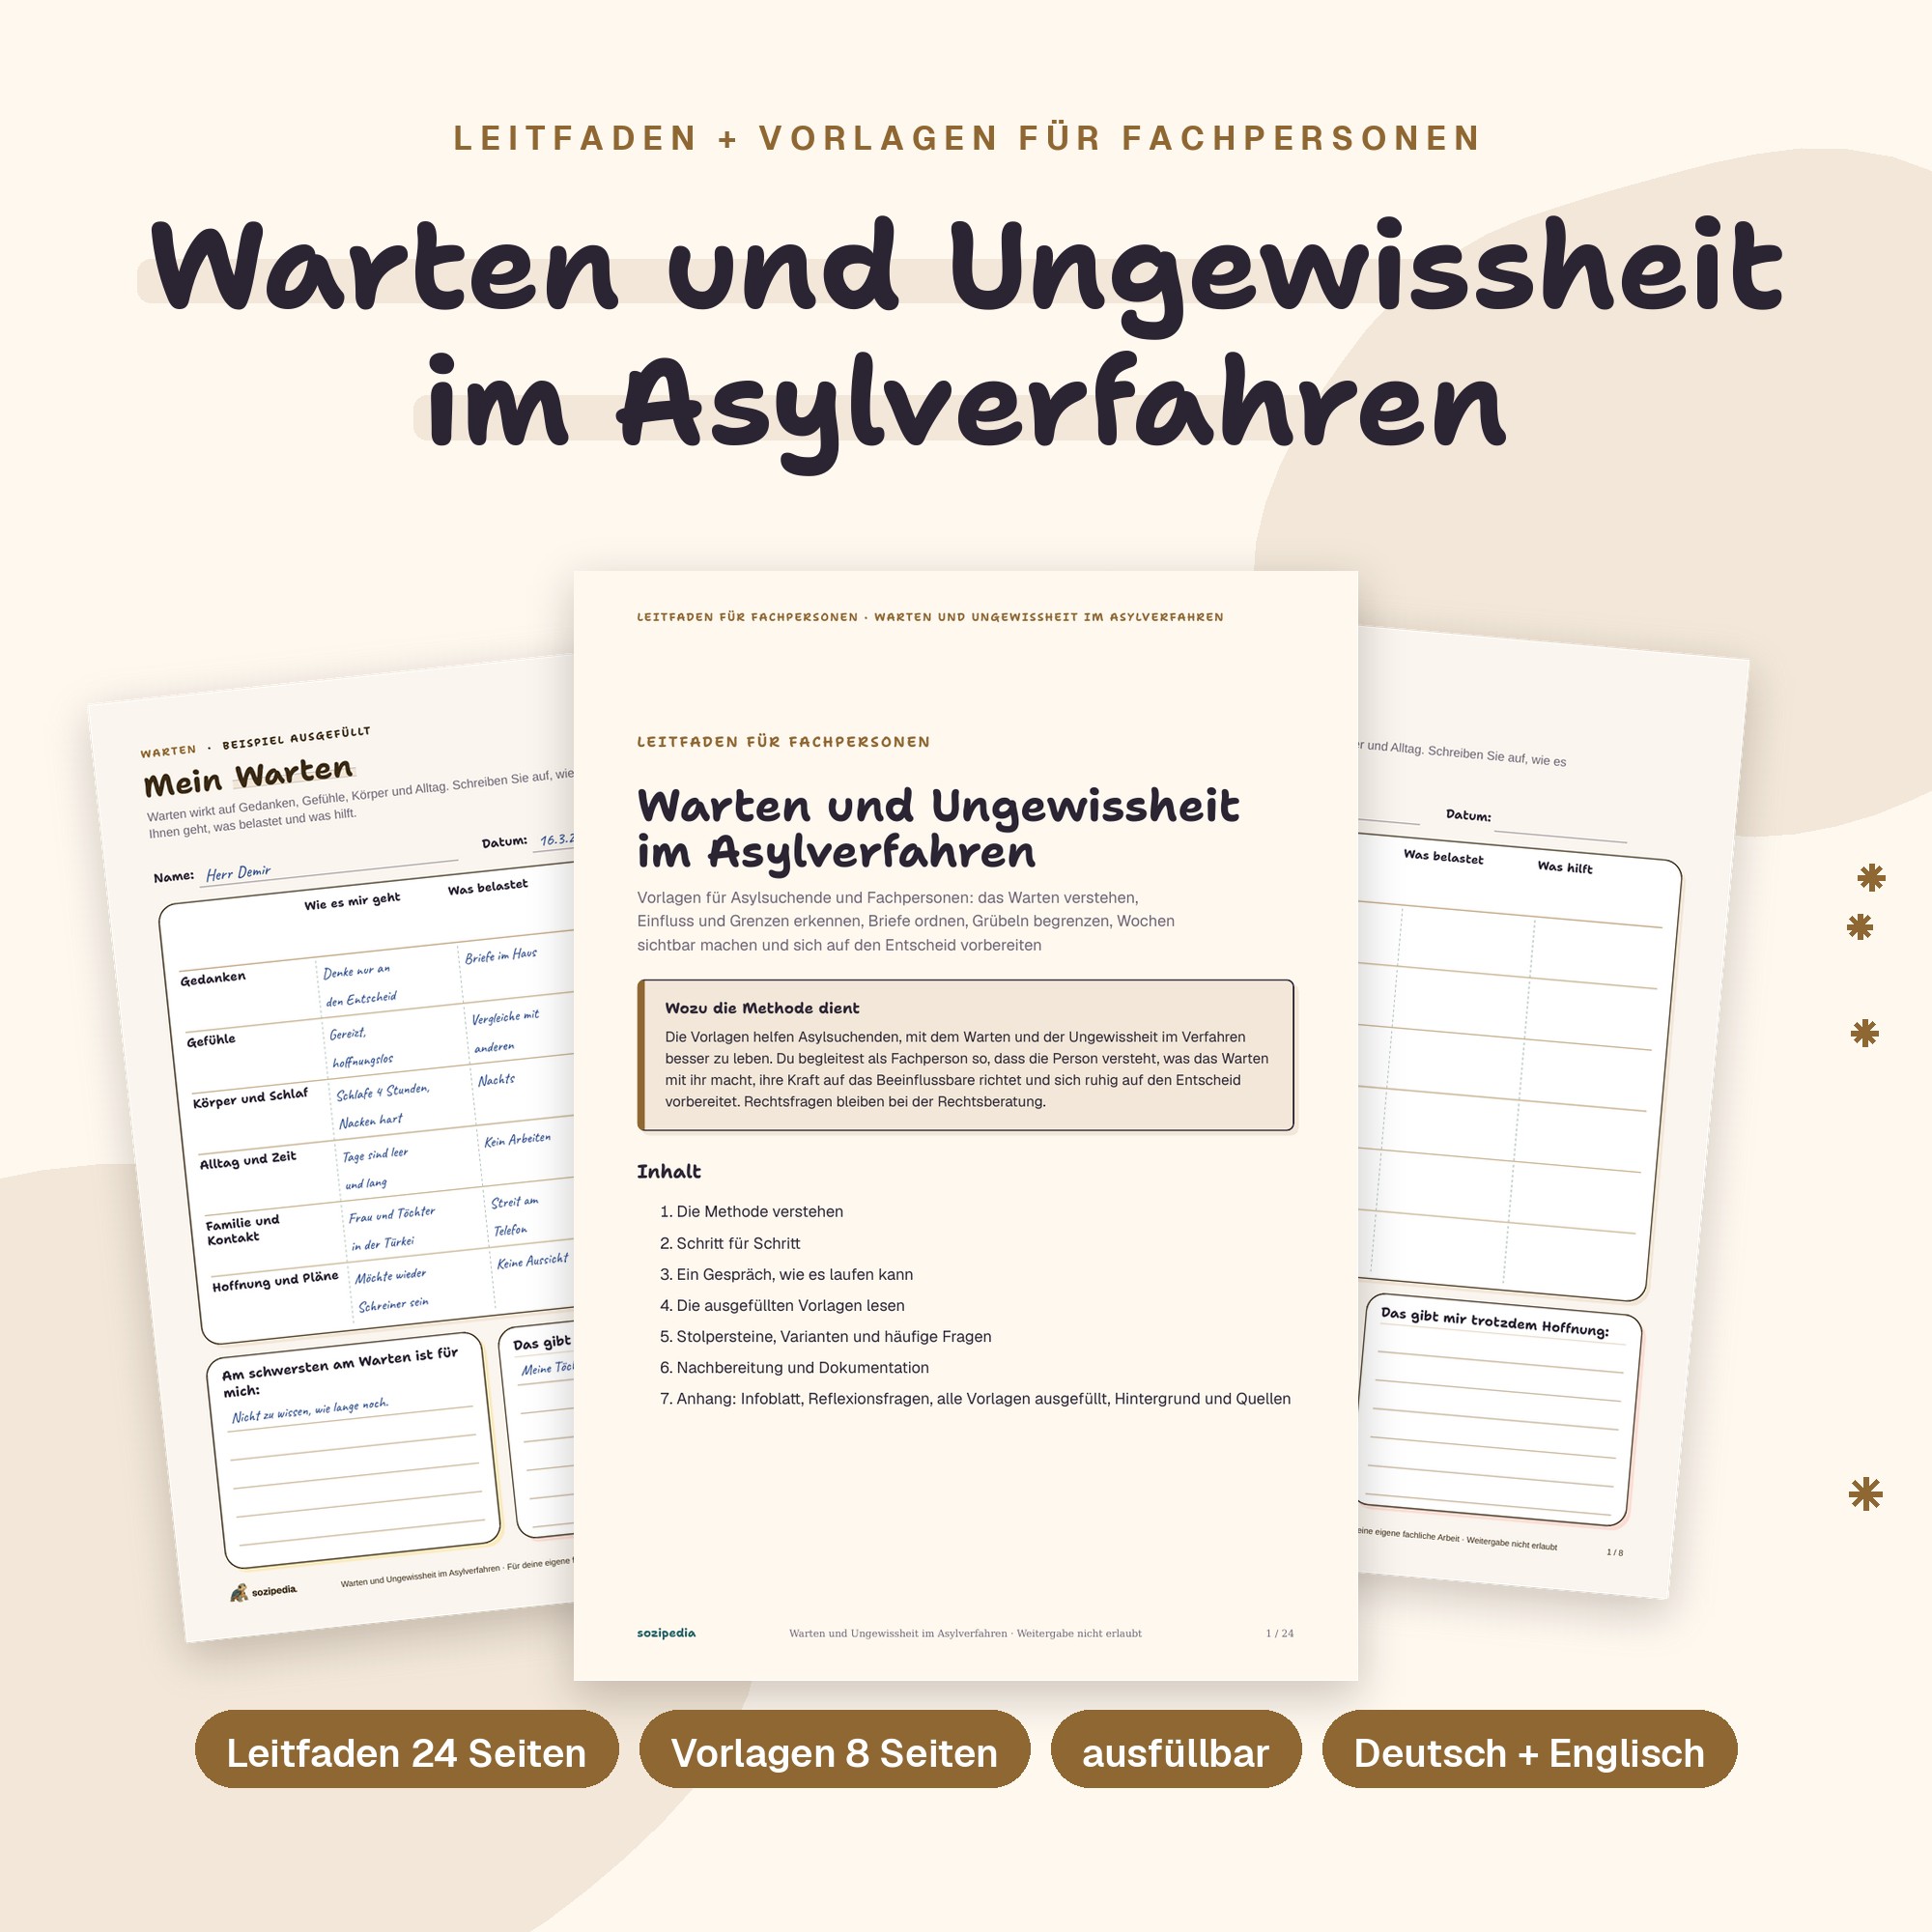 LEITFADEN + VORLAGEN FÜR FACHPERSONEN
Warten und Ungewissheit
im Asylverfahren
WARTEN · BEISPIEL AUSGEFÜLLT
Mein Warten
Warten wirkt auf Gedanken, Gefühle, Körper und Alltag. Schreiben Sie auf, wie
Ihnen geht, was belastet und was hilft.
Name: Herr Demir
Datum: 16.3.2
Wie es mir geht
Was belastet
Gedanken
Denke nur an
den Entscheid
Briefe im Haus
Gefühle
Gereizt,
hoffnungslos
Vergleiche mit
anderen
Körper und Schlaf
Schlafe 4 Stunden,
Nacken hart
Nachts
Alltag und Zeit
Tage sind leer
und lang
Kein Arbeiten
Familie und
Kontakt
Frau und Töchter
in der Türkei
Streit am
Telefon
Hoffnung und Pläne
Möchte wieder
Schreiner sein
Keine Aussicht
Am schwersten am Warten ist für
mich:
Nicht zu wissen, wie lange noch.
Das gibt
Meine
sozipedia.
Warten und Ungewissheit im Asylverfahren · Für deine eigene
LEITFADEN FÜR FACHPERSONEN · WARTEN UND UNGEWISSHEIT IM ASYLVERFAHREN
LEITFADEN FÜR FACHPERSONEN
Warten und Ungewissheit
im Asylverfahren
Vorlagen für Asylsuchende und Fachpersonen: das Warten verstehen,
Einfluss und Grenzen erkennen, Briefe ordnen, Grübeln begrenzen, Wochen
sichtbar machen und sich auf den Entscheid vorbereiten
Wozu die Methode dient
Die Vorlagen helfen Asylsuchenden, mit dem Warten und der Ungewissheit im Verfahren
besser zu leben. Du begleitest als Fachperson so, dass die Person versteht, was das Warten
mit ihr macht, ihre Kraft auf das Beeinflussbare richtet und sich ruhig auf den Entscheid
vorbereitet. Rechtsfragen bleiben bei der Rechtsberatung.
Inhalt
1. Die Methode verstehen
2. Schritt für Schritt
3. Ein Gespräch, wie es laufen kann
4. Die ausgefüllten Vorlagen lesen
5. Stolpersteine, Varianten und häufige Fragen
6. Nachbereitung und Dokumentation
7. Anhang: Infoblatt, Reflexionsfragen, alle Vorlagen ausgefüllt, Hintergrund und Quellen
sozipedia
Warten und Ungewissheit im Asylverfahren · Weitergabe nicht erlaubt
1 / 24
und Alltag. Schreiben Sie auf, wie es
Datum:
Was belastet
Was hilft
Das gibt mir trotzdem Hoffnung:
eigene fachliche Arbeit · Weitergabe nicht erlaubt
1 / 8
Leitfaden 24 Seiten
Vorlagen 8 Seiten
ausfüllbar
Deutsch + Englisch